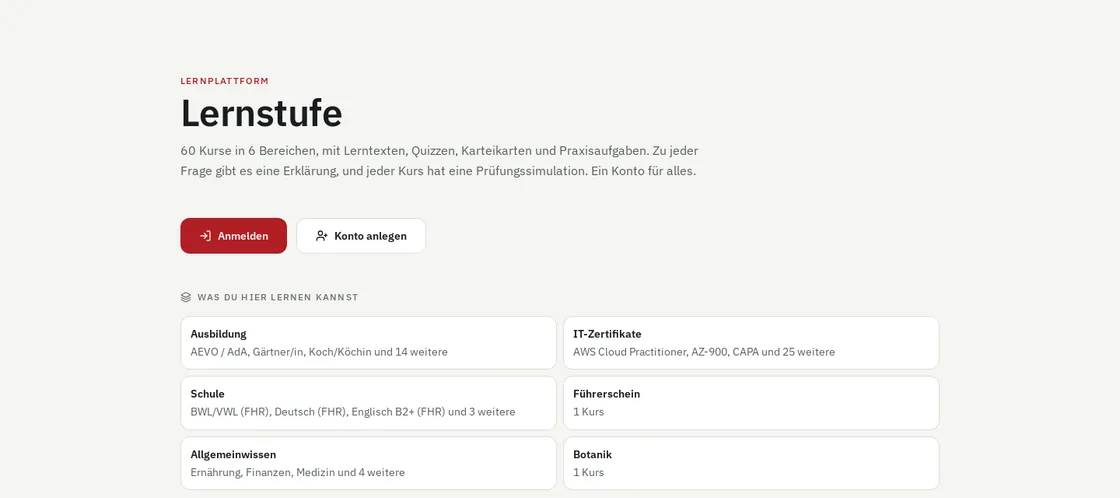 LERNPLATTFORM
Lernstufe
60 Kurse in 6 Bereichen, mit Lerntexten, Quizzen, Karteikarten und Praxisaufgaben. Zu jeder
Frage gibt es eine Erklärung, und jeder Kurs hat eine Prüfungssimulation. Ein Konto für alles.
Anmelden
Konto anlegen
WAS DU HIER LERNEN KANNST
Ausbildung
AEVO / AdA, Gärtner/in, Koch/Köchin und 14 weitere
IT-Zertifikate
AWS Cloud Practitioner, AZ-900, CAPA und 25 weitere
Schule
BWL/VWL (FHR), Deutsch (FHR), Englisch B2+ (FHR) und 3 weitere
Führerschein
1 Kurs
Allgemeinwissen
Ernährung, Finanzen, Medizin und 4 weitere
Botanik
1 Kurs